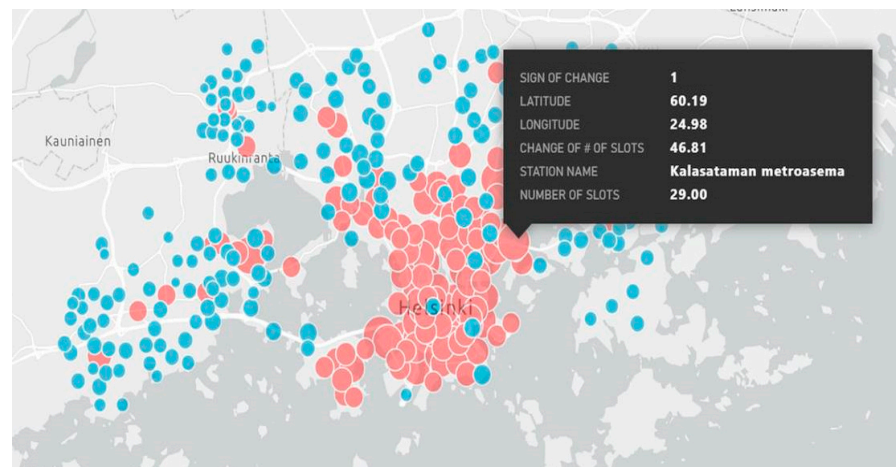 Kauniainen
Ruukinranta
Helsinki
SIGN OF CHANGE 1
LATITUDE 60.19
LONGITUDE 24.98
CHANGE OF # OF SLOTS 46.81
STATION NAME Kalasataman metroasema
NUMBER OF SLOTS 29.00